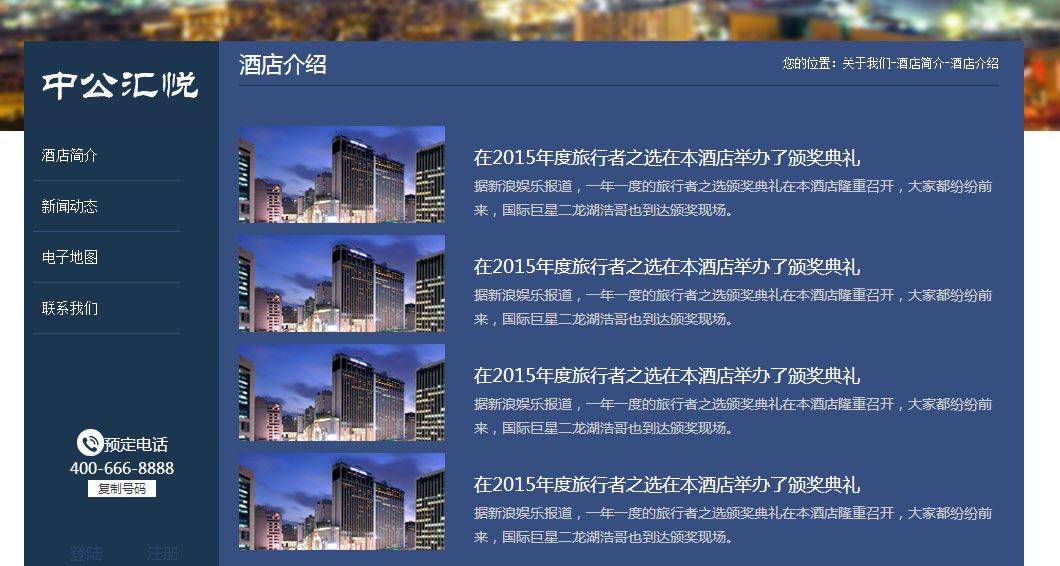 中公汇悦
酒店简介
新闻动态
电子地图
联系我们
预定电话
400-666-8888
复制号码
登陆 注册
酒店介绍
您的位置：关于我们-酒店简介-酒店介绍
在2015年度旅行者之选在本酒店举办了颁奖典礼
据新浪娱乐报道，一年一度的旅行者之选颁奖典礼在本酒店隆重召开，大家都纷纷前
来，国际巨星二龙湖浩哥也到达颁奖现场。
在2015年度旅行者之选在本酒店举办了颁奖典礼
据新浪娱乐报道，一年一度的旅行者之选颁奖典礼在本酒店隆重召开，大家都纷纷前
来，国际巨星二龙湖浩哥也到达颁奖现场。
在2015年度旅行者之选在本酒店举办了颁奖典礼
据新浪娱乐报道，一年一度的旅行者之选颁奖典礼在本酒店隆重召开，大家都纷纷前
来，国际巨星二龙湖浩哥也到达颁奖现场。
在2015年度旅行者之选在本酒店举办了颁奖典礼
据新浪娱乐报道，一年一度的旅行者之选颁奖典礼在本酒店隆重召开，大家都纷纷前
来，国际巨星二龙湖浩哥也到达颁奖现场。